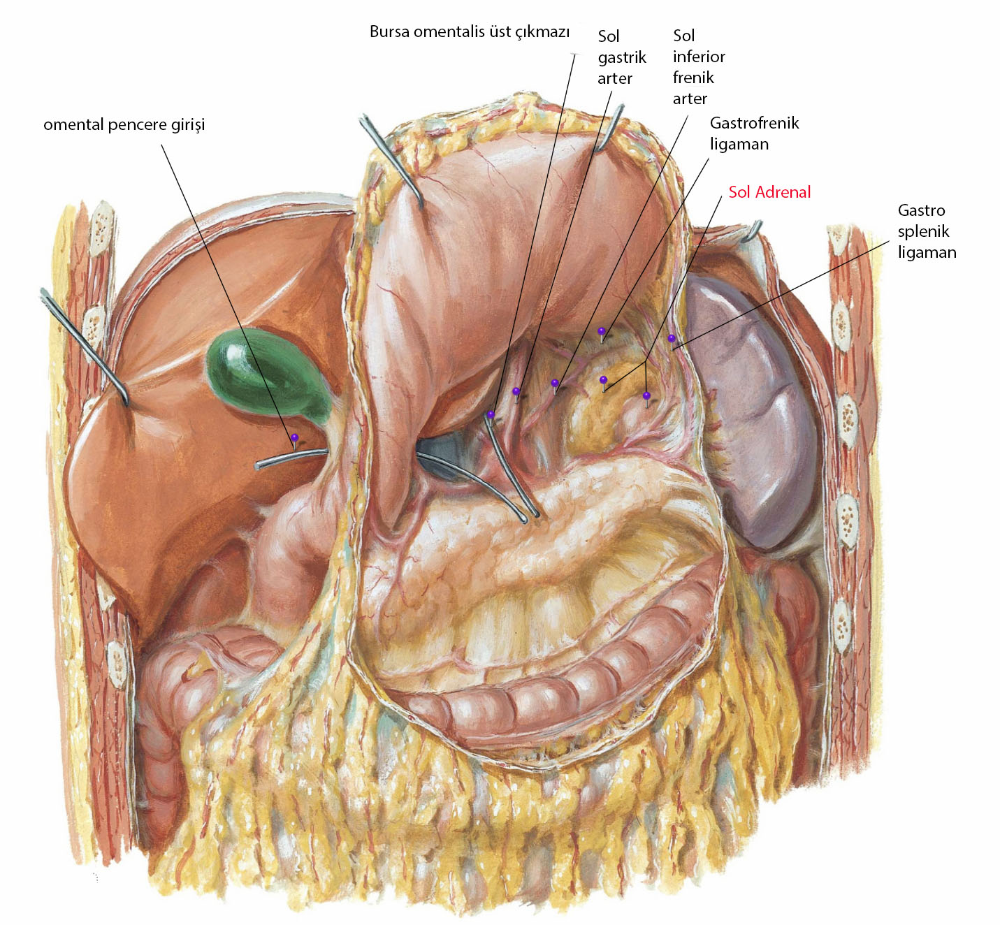 Bursa omentalis üst çıkmazı
Sol
gastrik
arter
Sol
inferior
frenik
arter
omental pencere girişi
Gastrofrenik
ligaman
Sol Adrenal
Gastro
splenik
ligaman